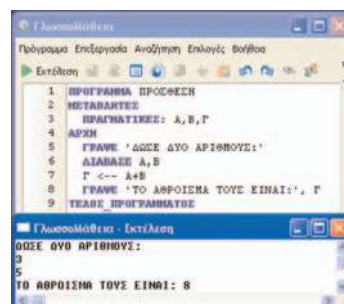 ΓλωσσοΜάθεια
Πρόγραμμα Επεξεργασία Αναζήτηση Επιλογές Βοήθεια
Εκτέλεση
1 ΠΡΟΓΡΑΜΜΑ ΠΡΟΣΘΕΣΗ
2 ΜΕΤΑΒΛΗΤΕΣ
3 ΠΡΑΓΜΑΤΙΚΕΣ: Α,Β,Γ
4 ΑΡΧΗ
5 ΓΡΑΨΕ 'ΔΩΣΕ ΔΥΟ ΑΡΙΘΜΟΥΣ:'
6 ΔΙΑΒΑΣΕ Α,Β
7 Γ <-- Α+Β
8 ΓΡΑΨΕ 'ΤΟ ΑΘΡΟΙΣΜΑ ΤΟΥΣ ΕΙΝΑΙ:', Γ
9 ΤΕΛΟΣ_ΠΡΟΓΡΑΜΜΑΤΟΣ
ΓλωσσοΜάθεια - Εκτέλεση
ΔΩΣΕ ΔΥΟ ΑΡΙΘΜΟΥΣ:
3
5
ΤΟ ΑΘΡΟΙΣΜΑ ΤΟΥΣ ΕΙΝΑΙ: 8